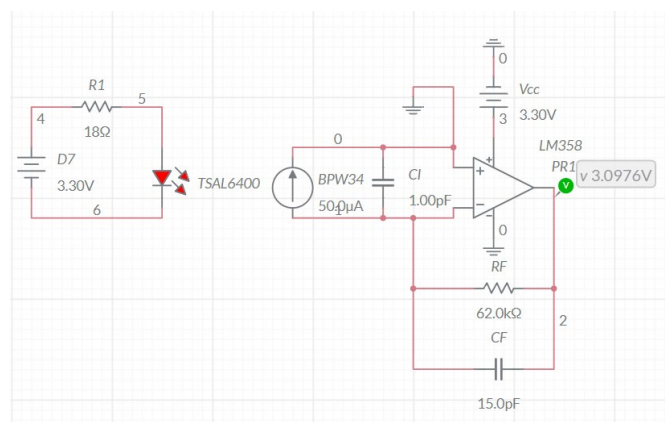 0
R1
5
Vcc
4
18Ω
3
3.30V
LM358
D7
0
PR1
v 3.0976V
V
3.30V
TSAL6400
BPW34
CI
+
+
50.0µA
1
1.00pF
−
−
6
0
RF
62.0kΩ
2
CF
15.0pF